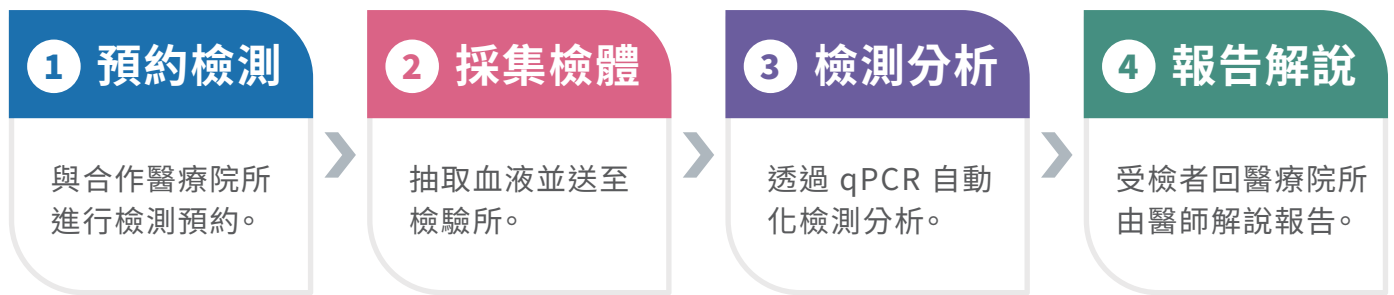 1 預約檢測
與合作醫療院所
進行檢測預約。
2 採集檢體
抽取血液並送至
檢驗所。
3 檢測分析
透過 qPCR 自動
化檢測分析。
4 報告解說
受檢者回醫療院所
由醫師解說報告。